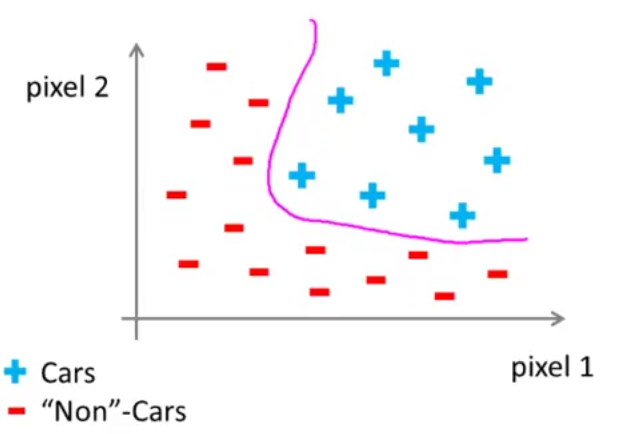 pixel 2
pixel 1
Cars
“Non”-Cars